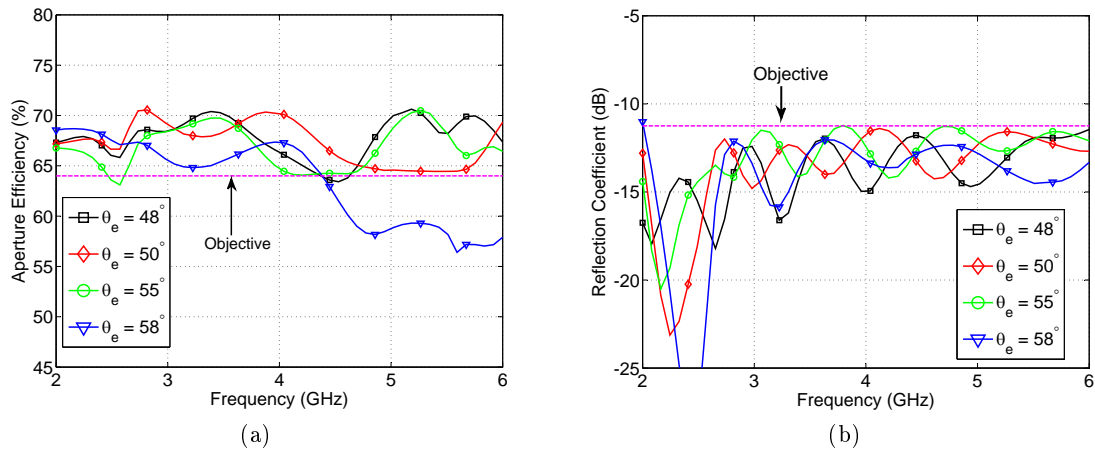 80
75
70
65
60
55
50
45
2
3
4
5
6
Aperture Efficiency (%)
Frequency (GHz)
Objective
θe = 48°
θe = 50°
θe = 55°
θe = 58°
(a)
-5
-10
-15
-20
-25
2
3
4
5
6
Reflection Coefficient (dB)
Frequency (GHz)
Objective
θe = 48°
θe = 50°
θe = 55°
θe = 58°
(b)